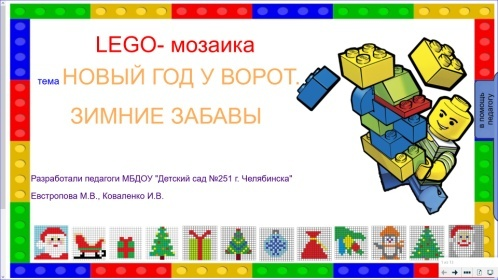 LEGO- мозаика
тема НОВЫЙ ГОД У ВОРОТ.
ЗИМНИЕ ЗАБАВЫ
Разработали педагоги МБДОУ "Детский сад №251 г. Челябинска"
Евстропова М.В., Коваленко И.В.
в помощь
педагогу